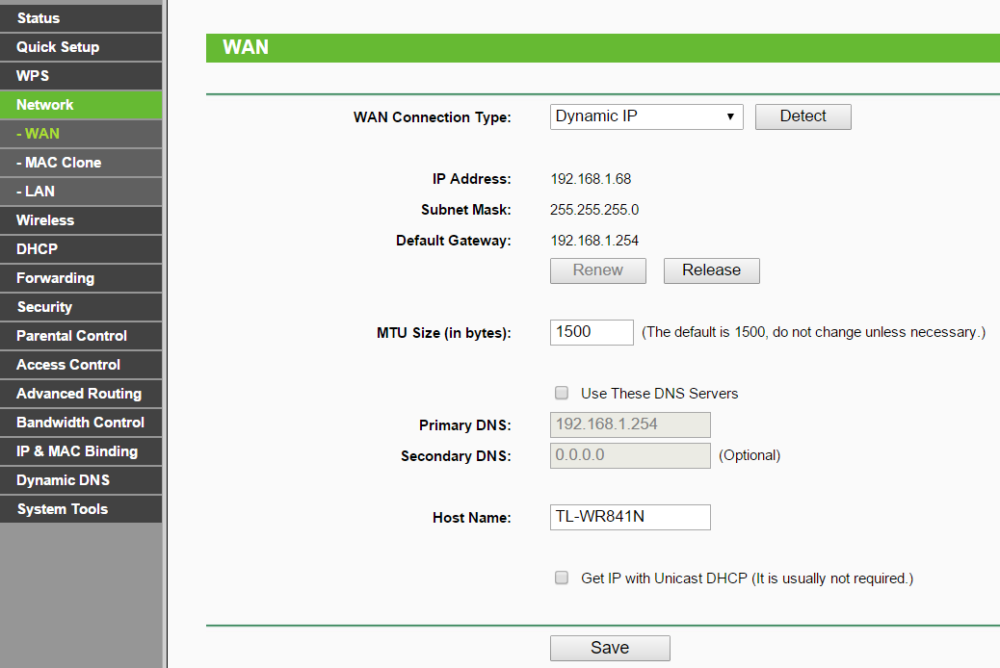 Status
Quick Setup
WPS
Network
- WAN
- MAC Clone
- LAN
Wireless
DHCP
Forwarding
Security
Parental Control
Access Control
Advanced Routing
Bandwidth Control
IP & MAC Binding
Dynamic DNS
System Tools
WAN
WAN Connection Type: Dynamic IP Detect
IP Address: 192.168.1.68
Subnet Mask: 255.255.255.0
Default Gateway: 192.168.1.254
Renew Release
MTU Size (in bytes): 1500 (The default is 1500, do not change unless necessary.)
Use These DNS Servers
Primary DNS: 192.168.1.254
Secondary DNS: 0.0.0.0 (Optional)
Host Name: TL-WR841N
Get IP with Unicast DHCP (It is usually not required.)
Save